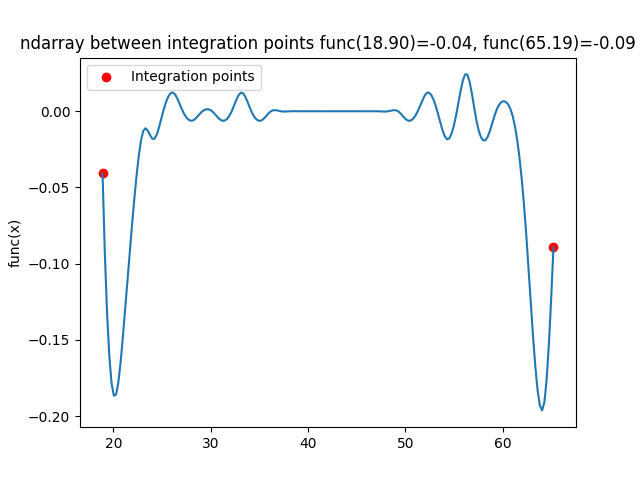 ndarray between integration points func(18.90)=-0.04, func(65.19)=-0.09
Integration points
func(x)
0.00
−0.05
−0.10
−0.15
−0.20
20 30 40 50 60